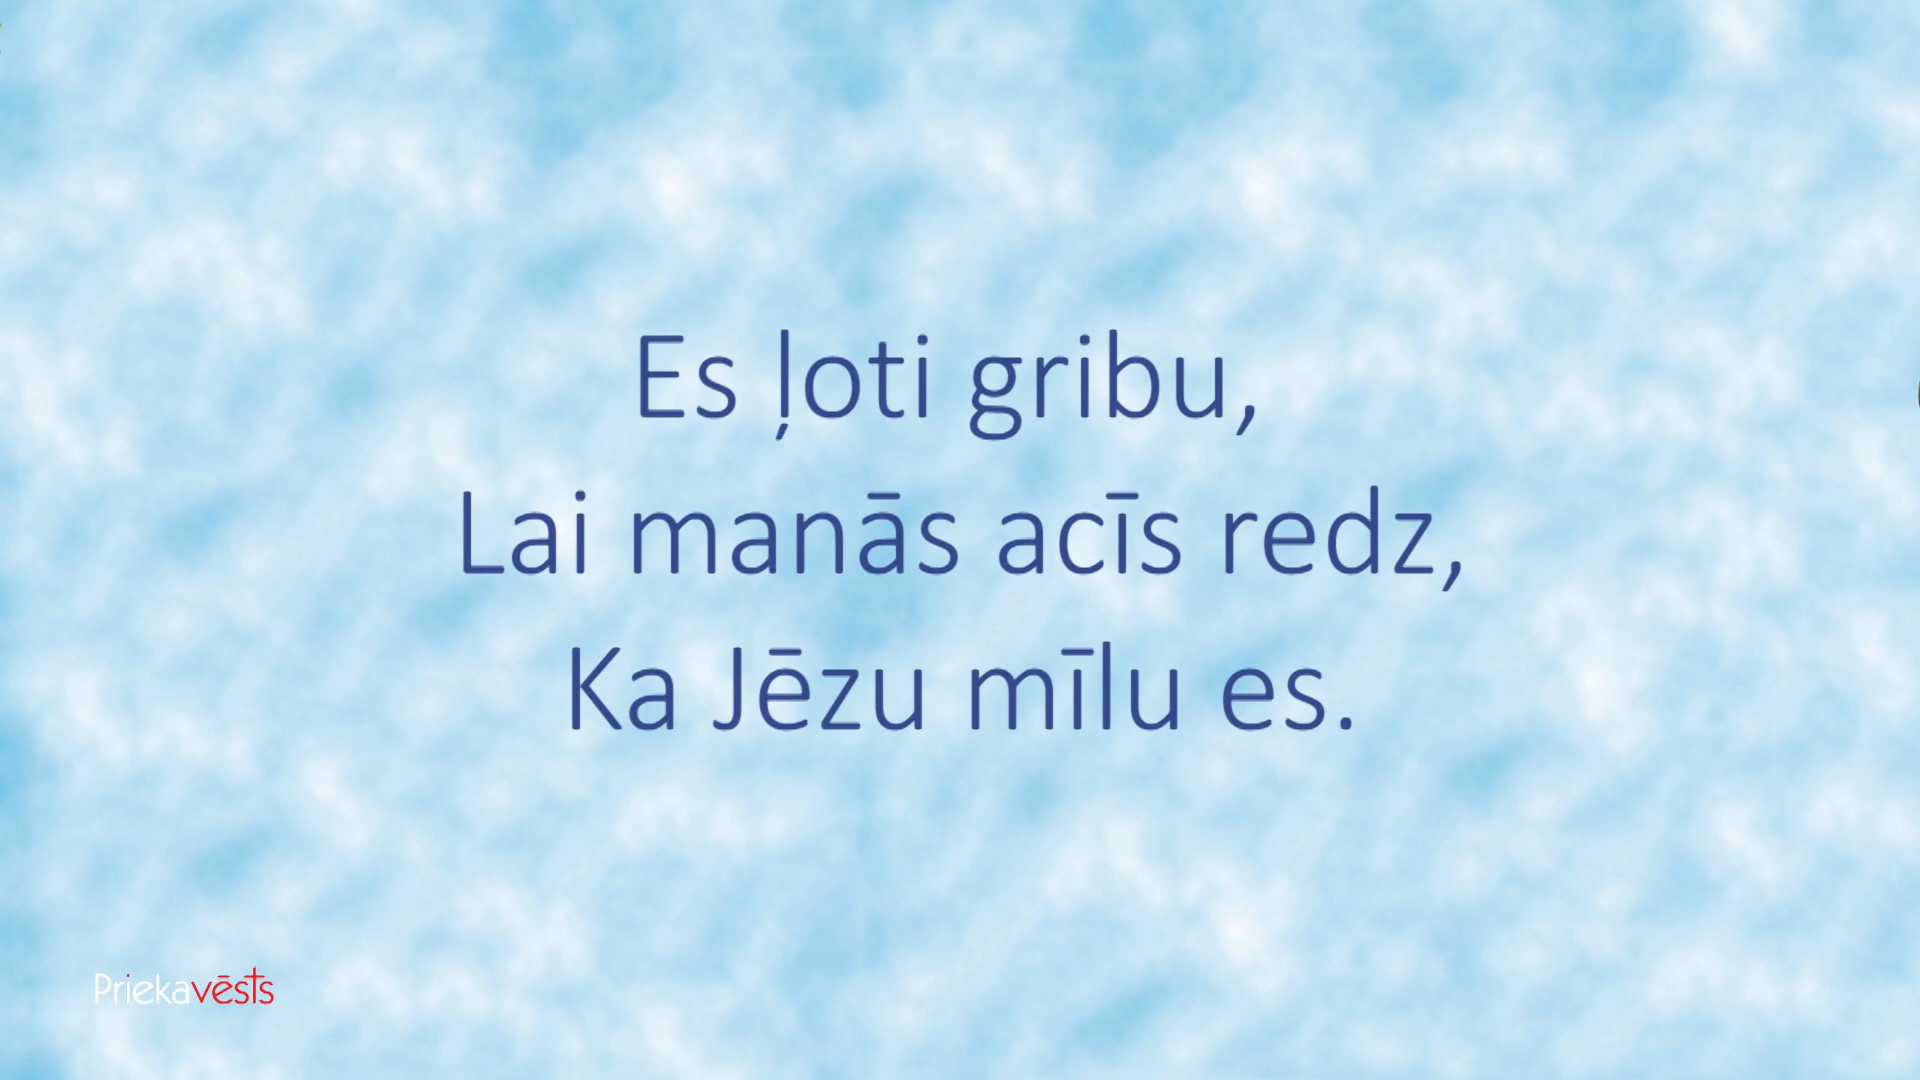 Es ļoti gribu,
Lai manās acīs redz,
Ka Jēzu mīlu es.
Priekavēsts